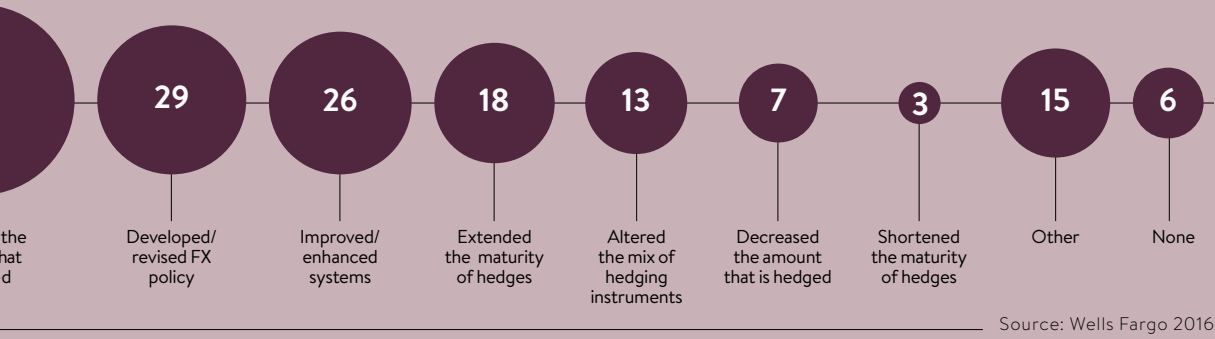 29
26
18
13
7
3
15
6
the
Developed/
revised FX
policy
Improved/
enhanced
systems
Extended
the maturity
of hedges
Altered
the mix of
hedging
instruments
Decreased
the amount
that is hedged
Shortened
the maturity
of hedges
Other
None
Source: Wells Fargo 2016